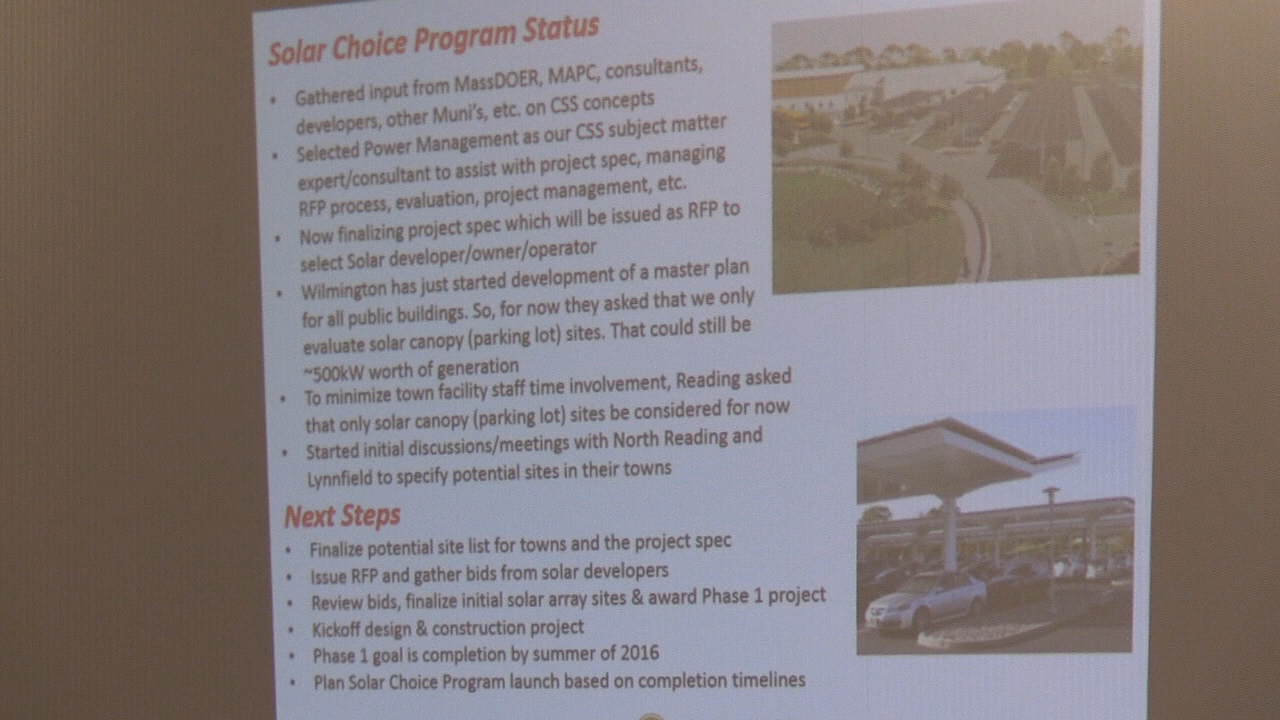 Solar Choice Program Status
• Gathered input from MassDOER, MAPC, consultants,
developers, other Muni's, etc. on CSS concepts
• Selected Power Management as our CSS subject matter
expert/consultant to assist with project spec, managing
RFP process, evaluation, project management, etc.
• Now finalizing project spec which will be issued as RFP to
select Solar developer/owner/operator
• Wilmington has just started development of a master plan
for all public buildings. So, for now they asked that we only
evaluate solar canopy (parking lot) sites. That could still be
~500kW worth of generation
• To minimize town facility staff time involvement, Reading asked
that only solar canopy (parking lot) sites be considered for now
• Started initial discussions/meetings with North Reading and
Lynnfield to specify potential sites in their towns
Next Steps
• Finalize potential site list for towns and the project spec
• Issue RFP and gather bids from solar developers
• Review bids, finalize initial solar array sites & award Phase 1 project
• Kickoff design & construction project
• Phase 1 goal is completion by summer of 2016
• Plan Solar Choice Program launch based on completion timelines